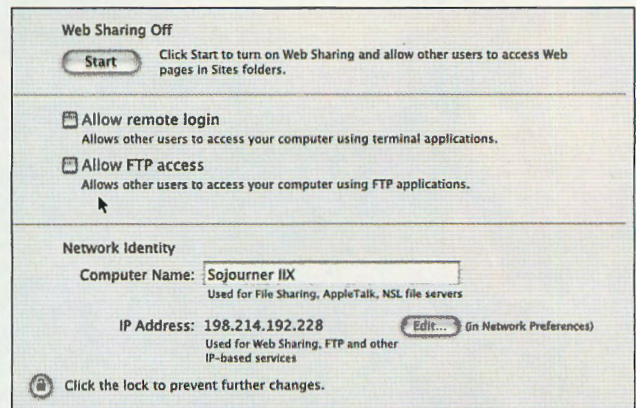 Web Sharing Off
Start
Click Start to turn on Web Sharing and allow other users to access Web
pages in Sites folders.
Allow remote login
Allows other users to access your computer using terminal applications.
Allow FTP access
Allows other users to access your computer using FTP applications.
Network Identity
Computer Name: Sojourner IIX
Used for File Sharing, AppleTalk, NSL file servers
IP Address: 198.214.192.228 Edit... (in Network Preferences)
Used for Web Sharing, FTP and other
IP-based services
Click the lock to prevent further changes.